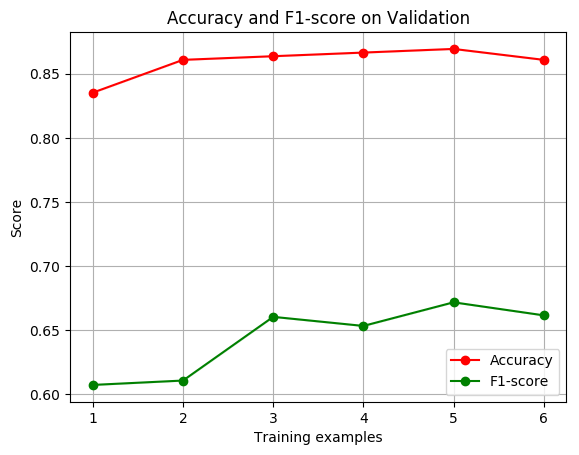 Accuracy and F1-score on Validation
Score
0.85
0.80
0.75
0.70
0.65
0.60
Accuracy
F1-score
1 2 3 4 5 6
Training examples